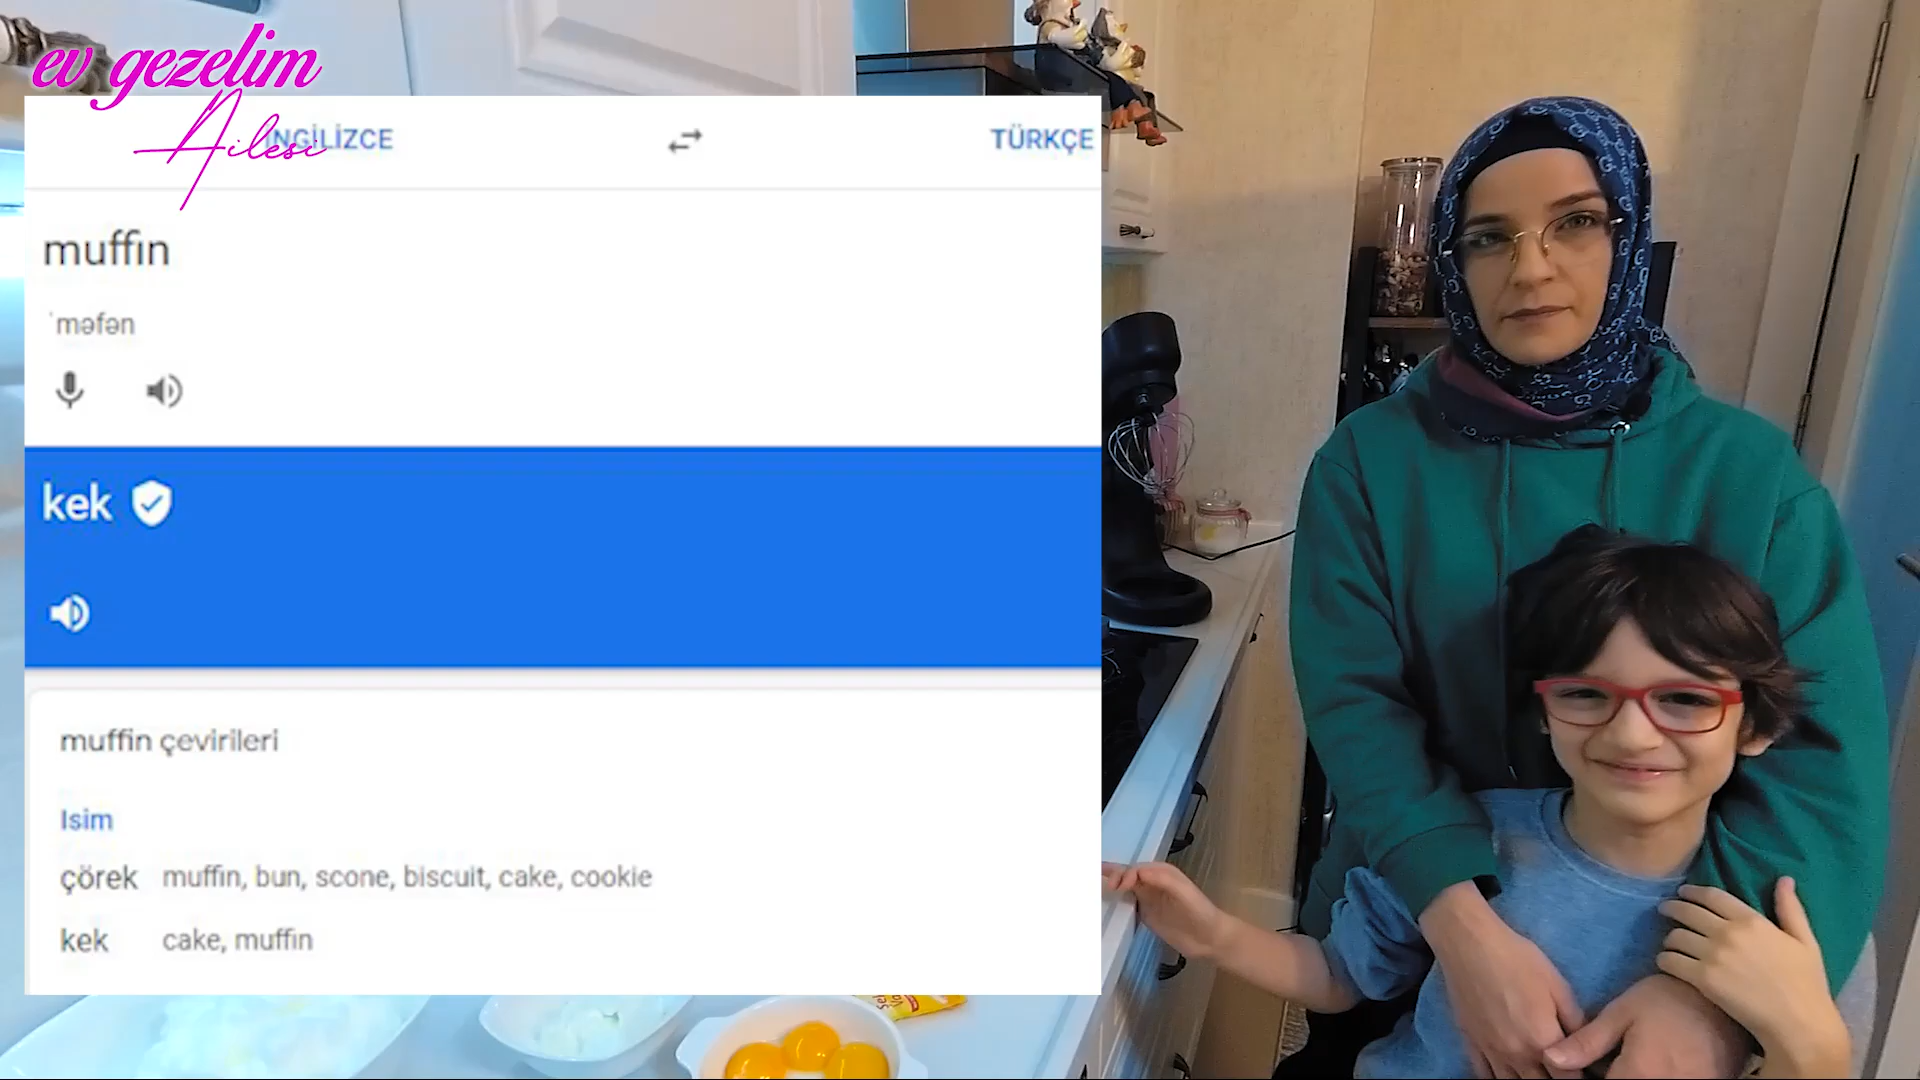 ev gezelim
Ailesi
İNGİLİZCE
TÜRKÇE
muffin
ˈməfən
kek
muffin çevirileri
Isim
çörek muffin, bun, scone, biscuit, cake, cookie
kek cake, muffin